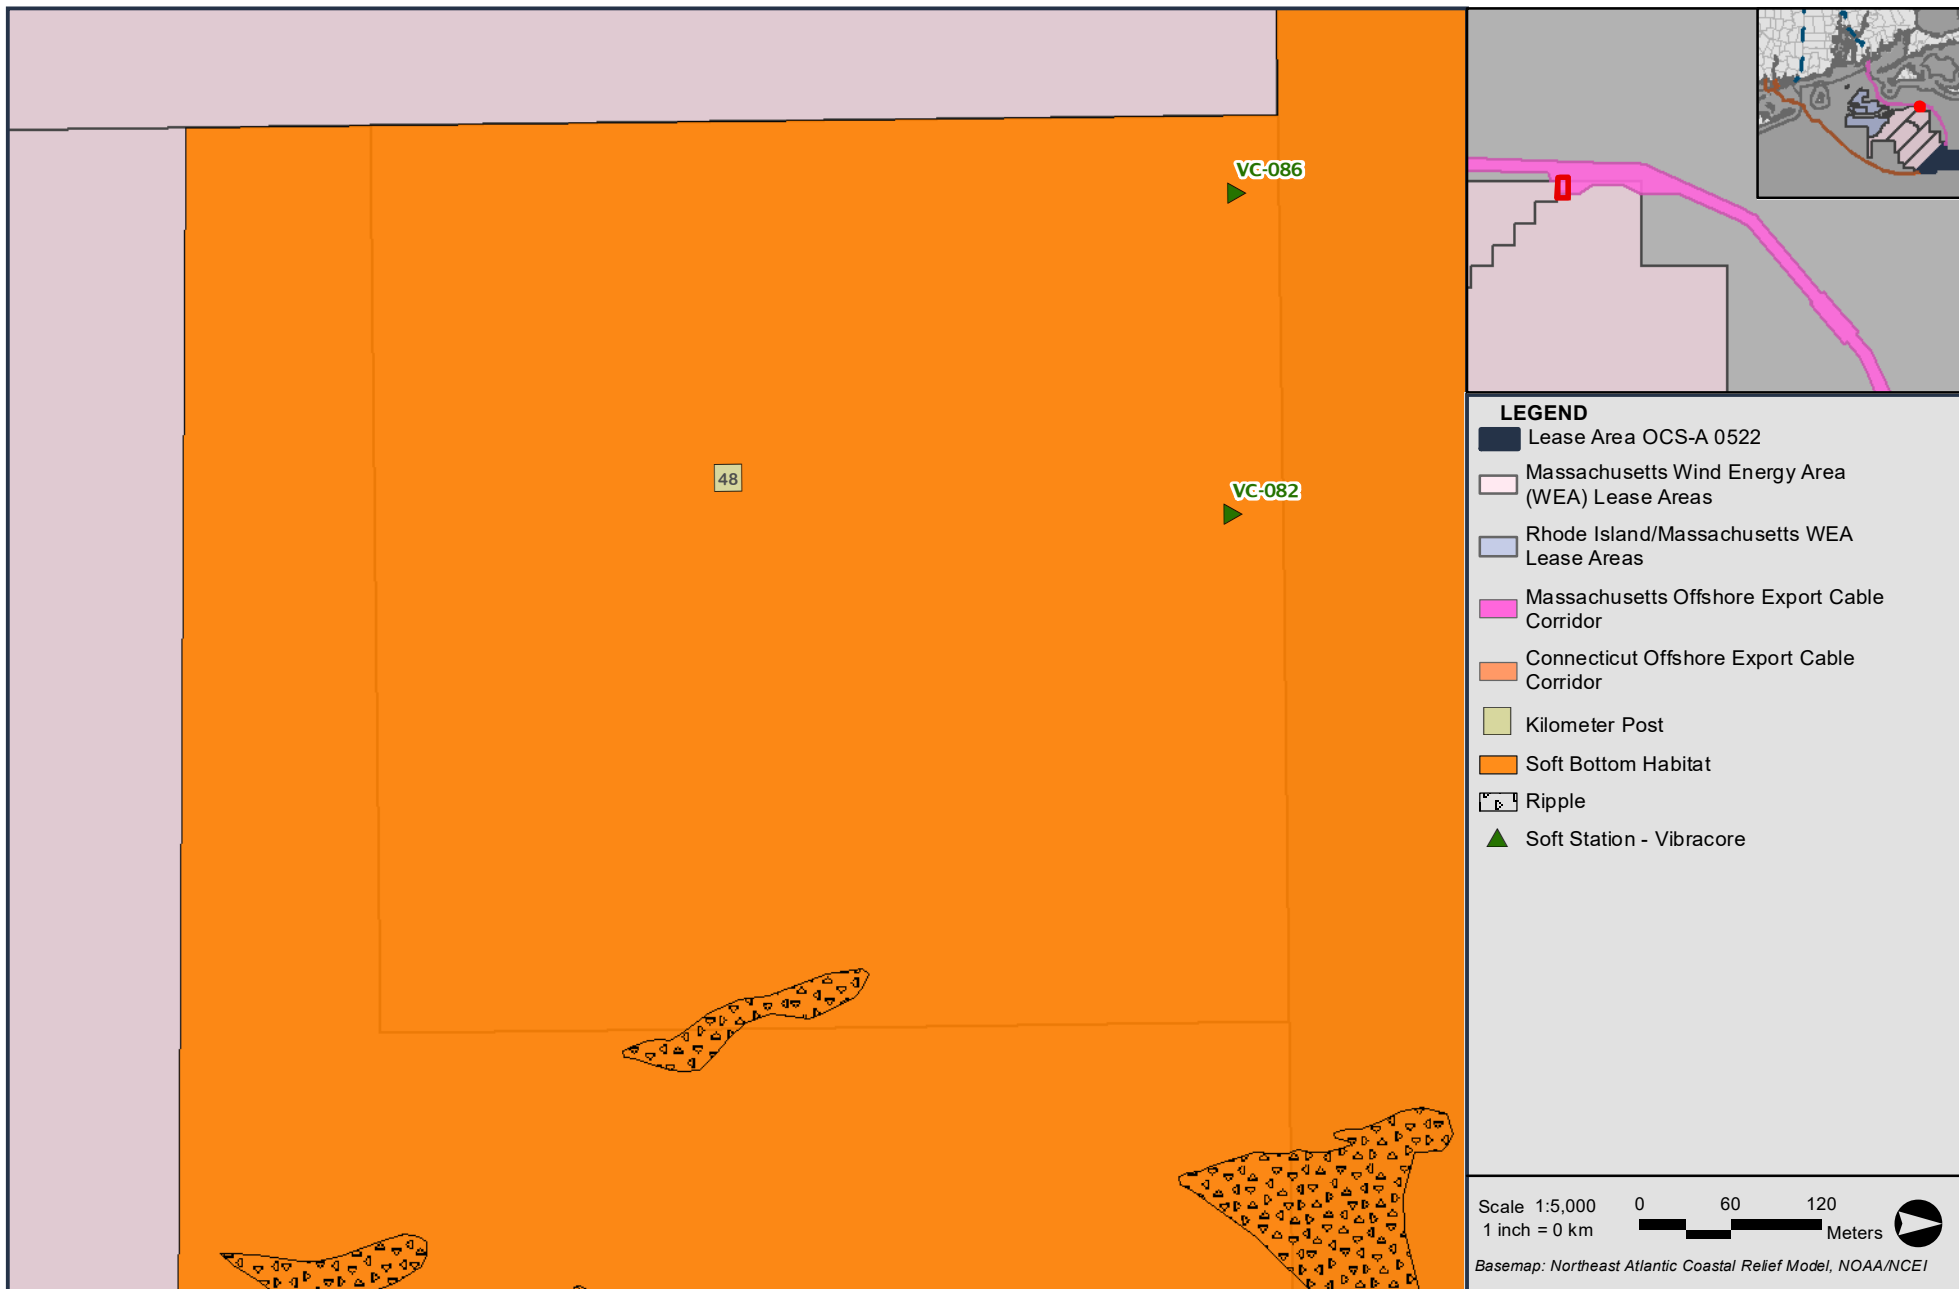 VC-086
48
VC-082
LEGEND
Lease Area OCS-A 0522
Massachusetts Wind Energy Area
(WEA) Lease Areas
Rhode Island/Massachusetts WEA
Lease Areas
Massachusetts Offshore Export Cable
Corridor
Connecticut Offshore Export Cable
Corridor
Kilometer Post
Soft Bottom Habitat
Ripple
Soft Station - Vibracore
Scale 1:5,000
1 inch = 0 km
0 60 120
Meters
Basemap: Northeast Atlantic Coastal Relief Model, NOAA/NCEI